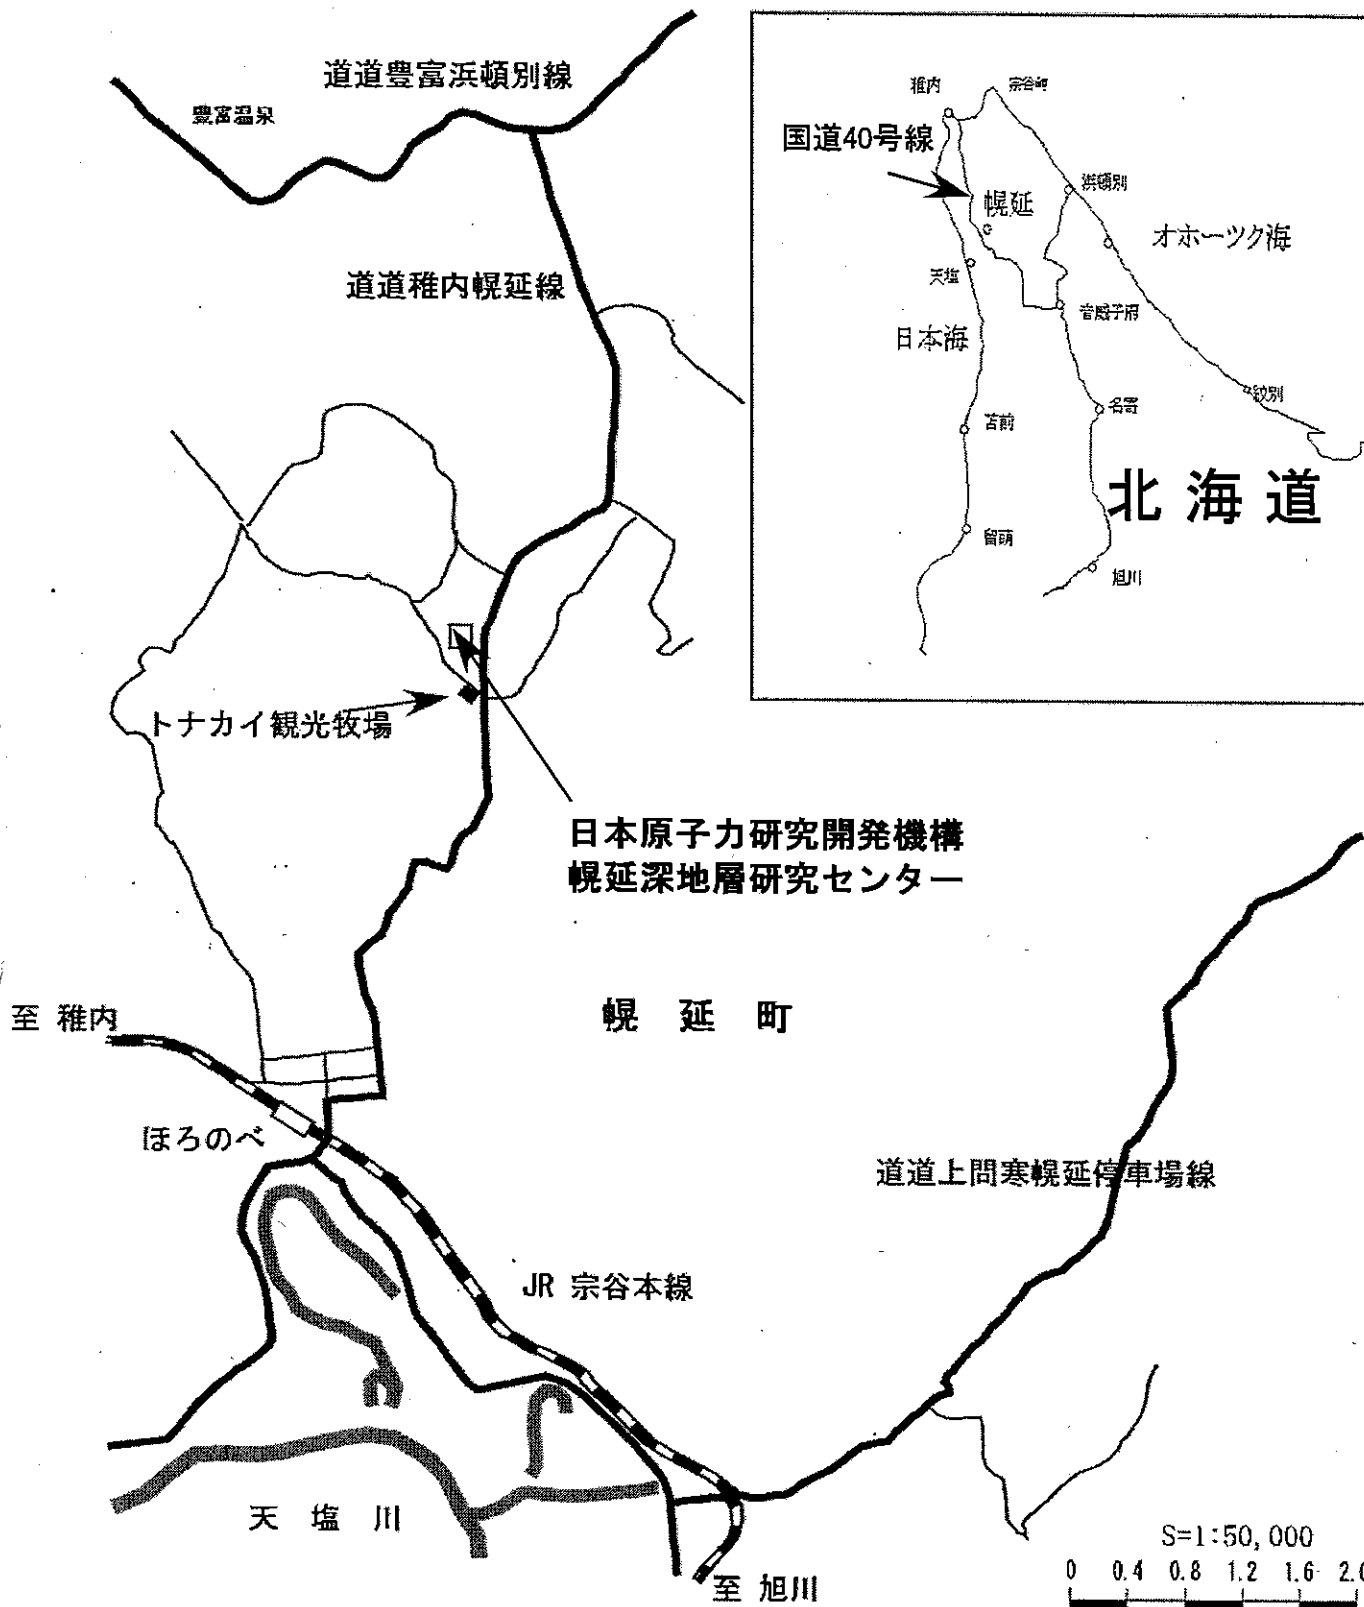 道道豊富浜頓別線
豊富温泉
道道稚内幌延線
稚内
宗谷岬
国道40号線
浜頓別
幌延
オホーツク海
天塩
音威子府
日本海
紋別
名寄
苫前
北海道
留萌
旭川
トナカイ観光牧場
日本原子力研究開発機構
幌延深地層研究センター
至 稚内
幌 延 町
ほろのべ
道道上問寒幌延停車場線
JR 宗谷本線
天 塩 川
至 旭川
S=1:50,000
0 0.4 0.8 1.2 1.6 2.0